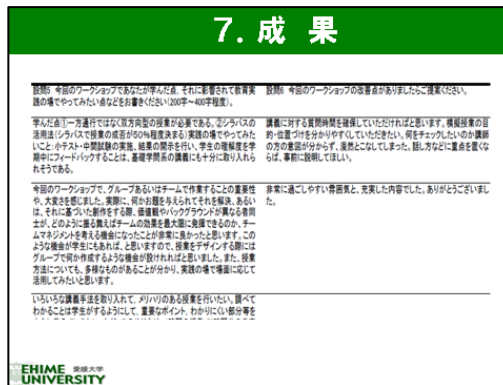 7. 成 果
設問5 今回のワークショップであなたが学んだ点、それに影響されて教育実
践の場でやってみたい点などをお書きください(200字～400字程度)。
設問6 今回のワークショップの改善点がありましたらご提案ください。
学んだ点①一方通行ではなく双方向型の授業が必要である。②シラバスの
活用法(シラバスで授業の成否が50%程度決まる)実践の場でやってみた
いこと:小テスト・中間試験の実施、結果の開示を行い、学生の理解度を学
期中にフィードバックすることは、基礎学関系の講義にも十分に取り入れら
れそうである。
講義に対する質問時間を確保していただければと思います。模擬授業の目
的・位置づけを分かりやすくしていただきたい。何をチェックしたいのか講師
の方の意図が分からず、漠然となってしまった。話し方などに重点を置くな
らば、事前に説明してほしい。
今回のワークショップで、グループあるいはチームで作業することの重要性
や、大変さを感じました。実際に、何かお題を与えられてそれを解決、あるい
は、それに基づいた創作をする際、価値観やバックグラウンドが異なる者同
士が、どのように振る舞えばチームの効果を最大限に発揮できるのか、チー
ムマネジメントを考える機会になったことが非常に良かったと思います。この
ような機会が学生にもあれば、と思いますので、授業をデザインする際には
グループで何か作成するような機会が設ければと思いました。また、授業
方法についても、多様なものがあることが分かり、実践の場で場面に応じて
活用してみたいと思います。
非常に過ごしやすい雰囲気と、充実した内容でした。ありがとうございまし
た。
いろいろな講義手法を取り入れて、メリハリのある授業を行いたい。調べて
わかることは学生がするようにして、重要なポイント、わかりにくい部分等を
EHIME 愛媛大学
UNIVERSITY